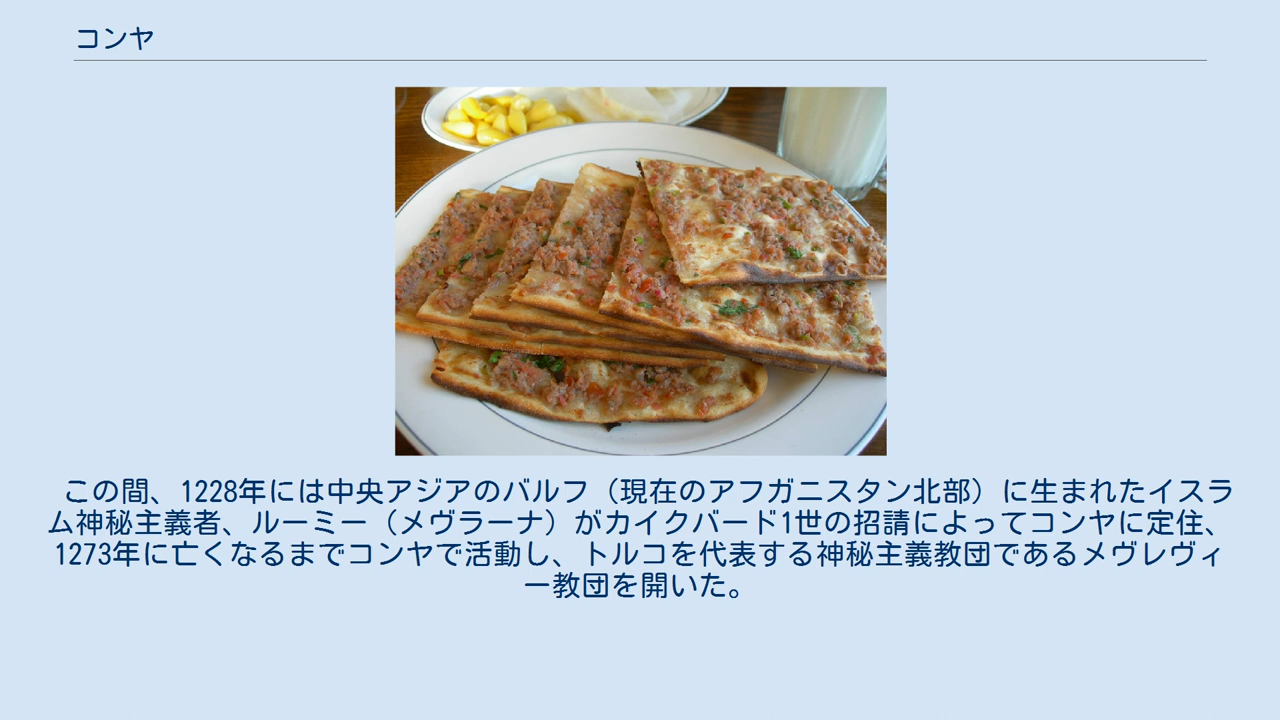 コンヤ
この間、1228年には中央アジアのバルフ（現在のアフガニスタン北部）に生まれたイスラ
ム神秘主義者、ルーミー（メヴラーナ）がカイクバード1世の招請によってコンヤに定住、
1273年に亡くなるまでコンヤで活動し、トルコを代表する神秘主義教団であるメヴレヴィ
ー教団を開いた。